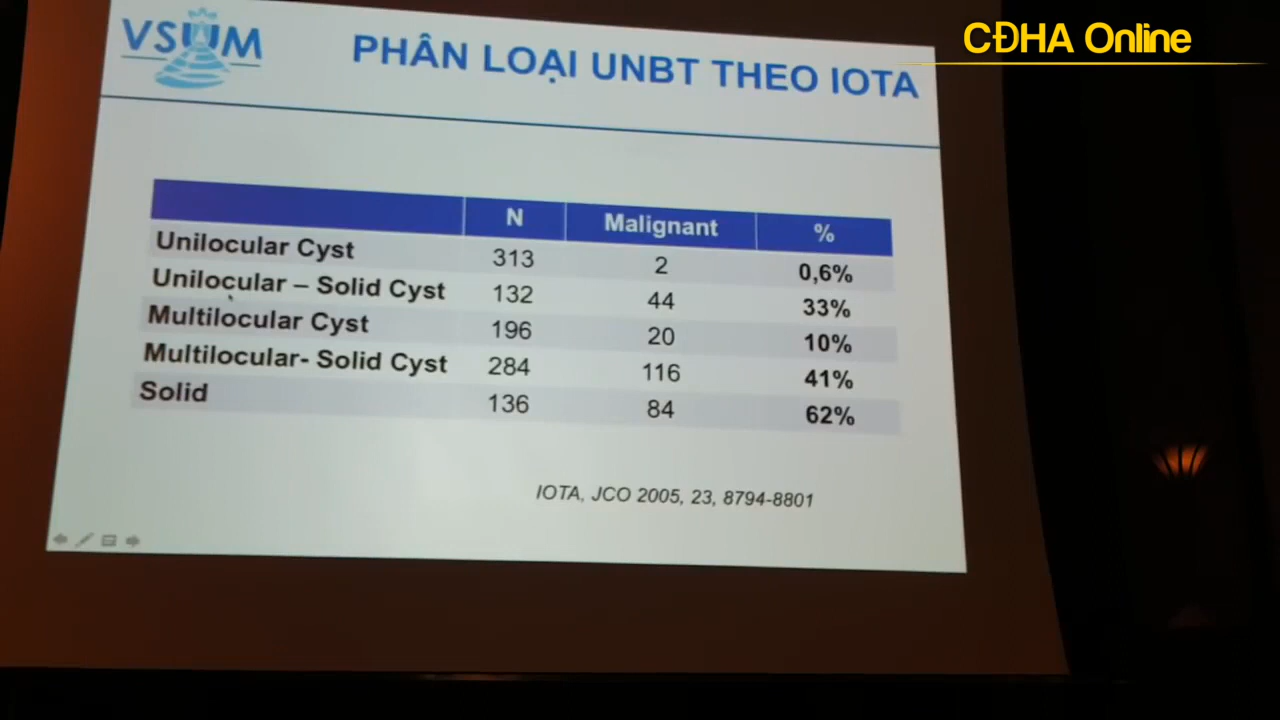 CĐHA Online
VSUM
PHÂN LOẠI UNBT THEO IOTA
N Malignant %
Unilocular Cyst 313 2 0,6%
Unilocular – Solid Cyst 132 44 33%
Multilocular Cyst 196 20 10%
Multilocular- Solid Cyst 284 116 41%
Solid 136 84 62%
IOTA, JCO 2005, 23, 8794-8801